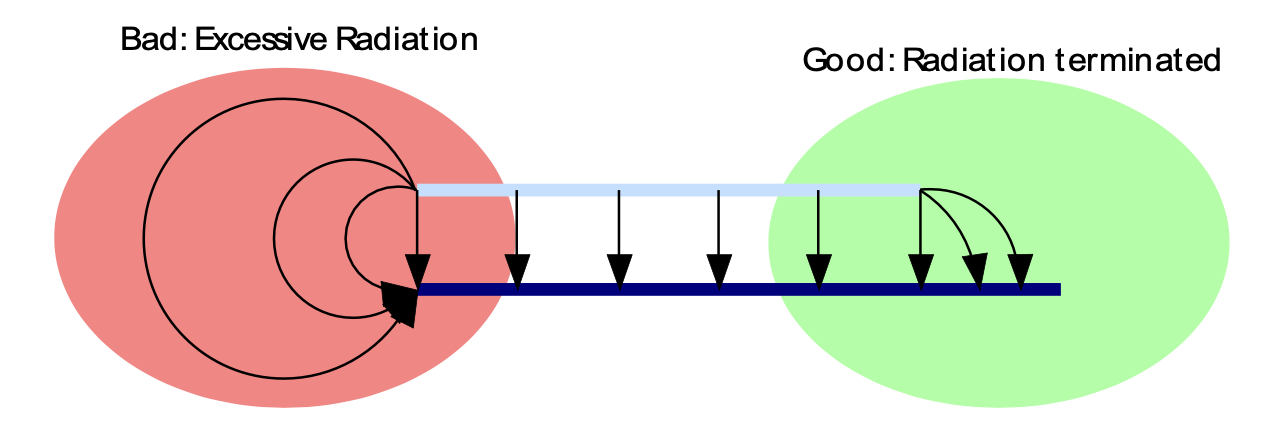 Bad: Excessive Radiation
Good: Radiation terminated